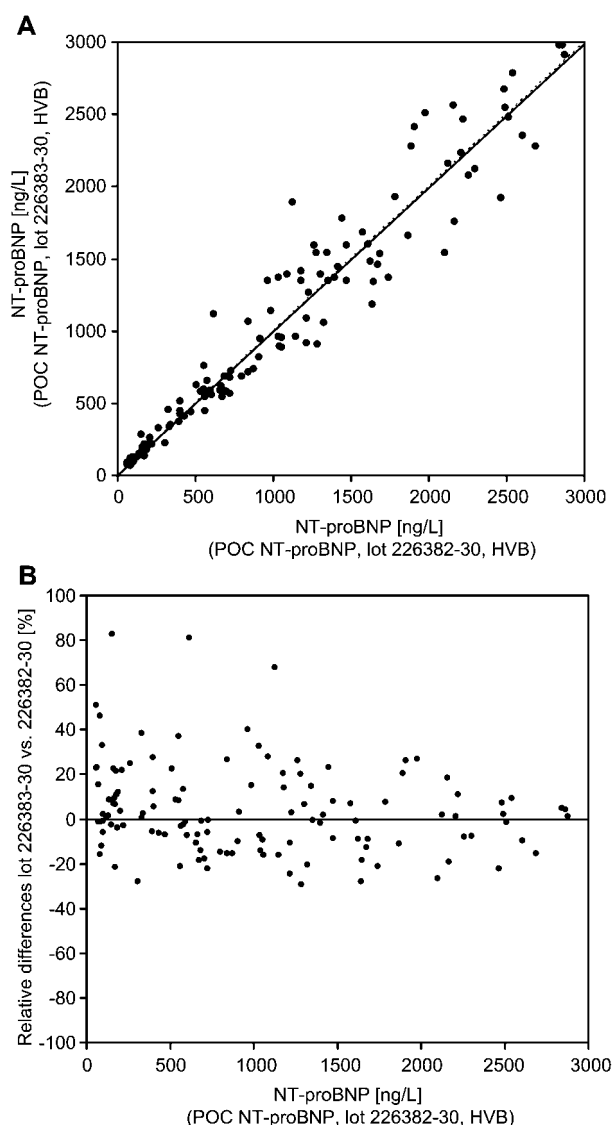 A
3000
2500
2000
1500
1000
500
0
NT-proBNP [ng/L]
(POC NT-proBNP, lot 226383-30, HVB)
0 500 1000 1500 2000 2500 3000
NT-proBNP [ng/L]
(POC NT-proBNP, lot 226382-30, HVB)
B
100
80
60
40
20
0
-20
-40
-60
-80
-100
Relative differences lot 226383-30 vs. 226382-30 [%]
0 500 1000 1500 2000 2500 3000
NT-proBNP [ng/L]
(POC NT-proBNP, lot 226382-30, HVB)